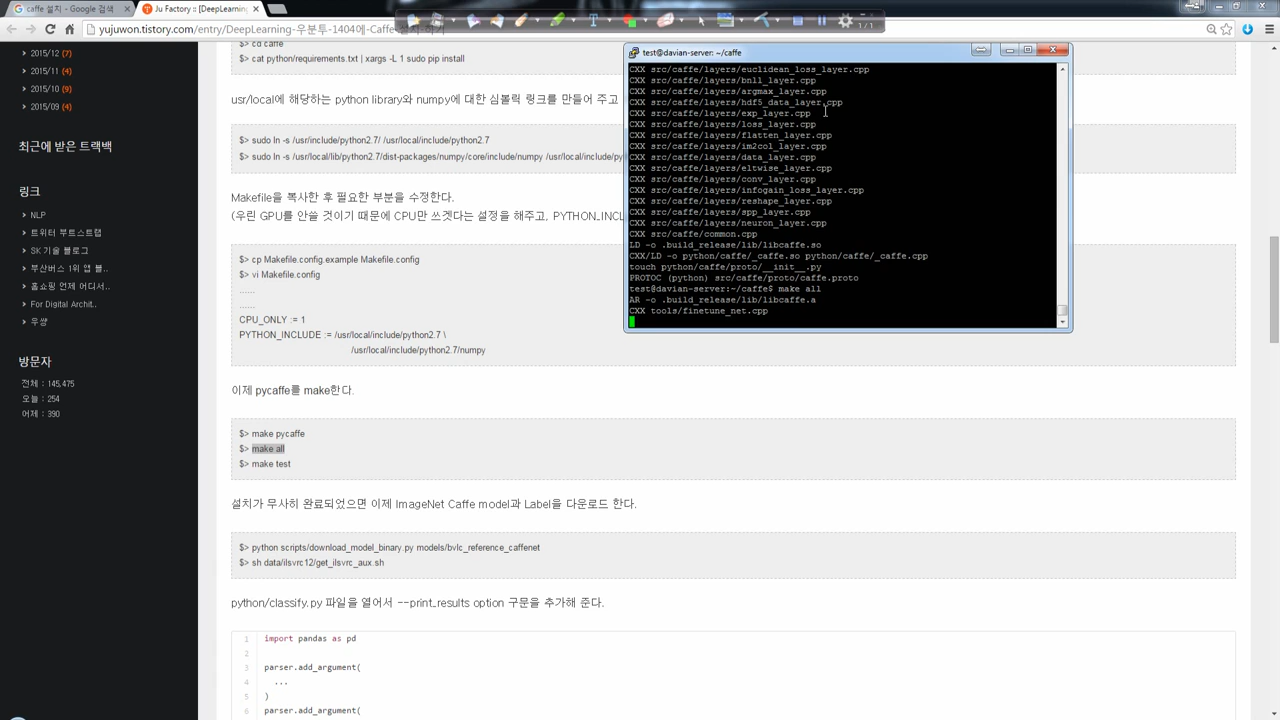 caffe 설치 - Google 검색
Ju Factory :: [DeepLearning
yujuwon.tistory.com/entry/DeepLearning-우분투-1404에-Caffe-설치-하기
1/1
2015/12 (7)
2015/11 (4)
2015/10 (9)
2015/09 (4)
최근에 받은 트랙백
링크
NLP
트위터 부트스트랩
SK 기술 블로그
부산버스 1위 앱 블..
홈쇼핑 언제 어디서..
For Digital Archit..
우썅
방문자
전체 : 145,475
오늘 : 254
어제 : 390
$> cd caffe
$> cat python/requirements.txt | xargs -L 1 sudo pip install
usr/local에 해당하는 python library와 numpy에 대한 심볼릭 링크를 만들어 주고
$> sudo ln -s /usr/include/python2.7/ /usr/local/include/python2.7
$> sudo ln -s /usr/local/lib/python2.7/dist-packages/numpy/core/include/numpy /usr/local/include/py
Makefile을 복사한 후 필요한 부분을 수정한다.
(우린 GPU를 안쓸 것이기 때문에 CPU만 쓰겟다는 설정을 해주고, PYTHON_INCL
$> cp Makefile.config.example Makefile.config
$> vi Makefile.config
......
......
CPU_ONLY := 1
PYTHON_INCLUDE := /usr/local/include/python2.7 \
/usr/local/include/python2.7/numpy
이제 pycaffe를 make한다.
$> make pycaffe
$> make all
$> make test
설치가 무사히 완료되었으면 이제 ImageNet Caffe model과 Label을 다운로드 한다.
$> python scripts/download_model_binary.py models/bvlc_reference_caffenet
$> sh data/ilsvrc12/get_ilsvrc_aux.sh
python/classify.py 파일을 열어서 --print_results option 구문을 추가해 준다.
1 import pandas as pd
2
3 parser.add_argument(
4 ...
5 )
6 parser.add_argument(
test@davian-server: ~/caffe
CXX src/caffe/layers/euclidean_loss_layer.cpp
CXX src/caffe/layers/bnll_layer.cpp
CXX src/caffe/layers/argmax_layer.cpp
CXX src/caffe/layers/hdf5_data_layer.cpp
CXX src/caffe/layers/exp_layer.cpp
CXX src/caffe/layers/loss_layer.cpp
CXX src/caffe/layers/flatten_layer.cpp
CXX src/caffe/layers/im2col_layer.cpp
CXX src/caffe/layers/data_layer.cpp
CXX src/caffe/layers/eltwise_layer.cpp
CXX src/caffe/layers/conv_layer.cpp
CXX src/caffe/layers/infogain_loss_layer.cpp
CXX src/caffe/layers/reshape_layer.cpp
CXX src/caffe/layers/spp_layer.cpp
CXX src/caffe/layers/neuron_layer.cpp
CXX src/caffe/common.cpp
LD -o .build_release/lib/libcaffe.so
CXX/LD -o python/caffe/_caffe.so python/caffe/_caffe.cpp
touch python/caffe/proto/__init__.py
PROTOC (python) src/caffe/proto/caffe.proto
test@davian-server:~/caffe$ make all
AR -o .build_release/lib/libcaffe.a
CXX tools/finetune_net.cpp